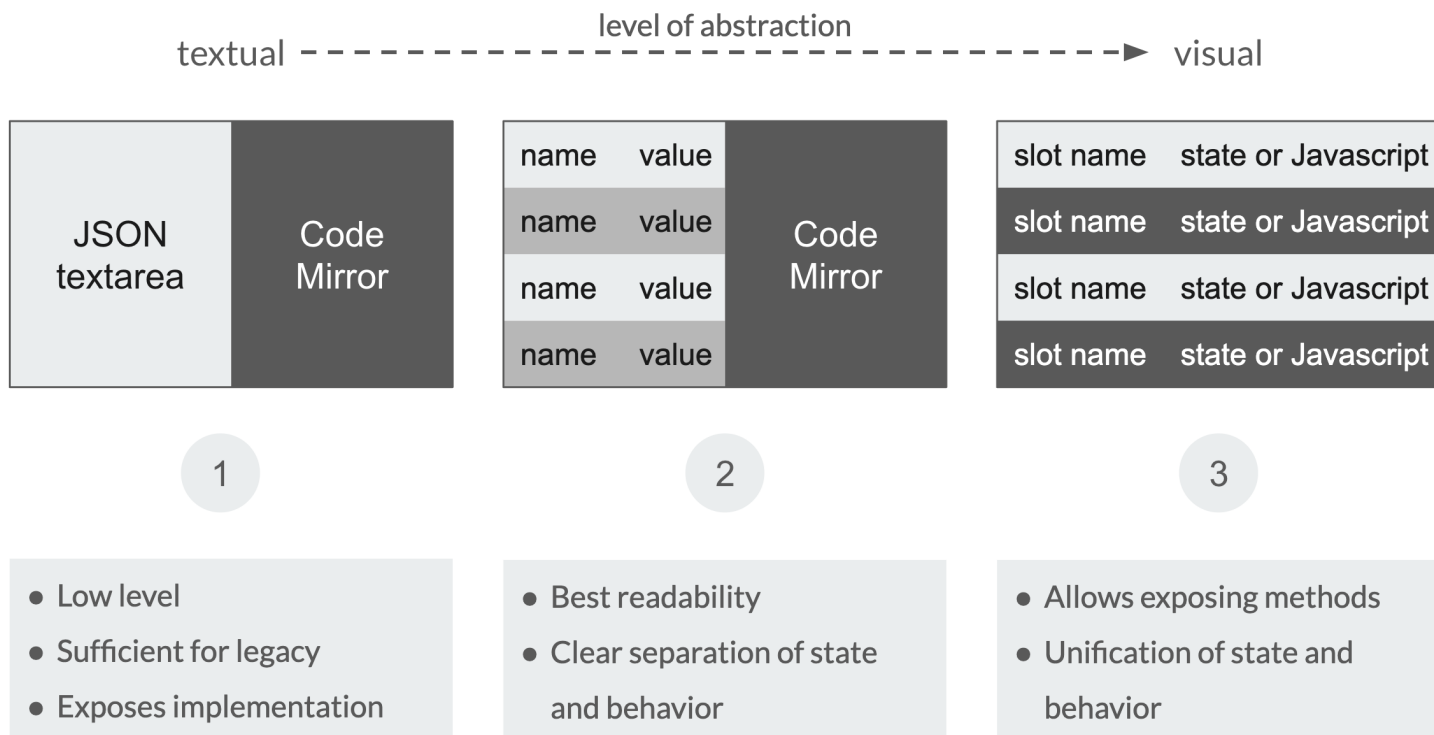 level of abstraction
textual visual
JSON
textarea
Code
Mirror
name value
name value
name value
name value
Code
Mirror
slot name state or Javascript
slot name state or Javascript
slot name state or Javascript
slot name state or Javascript
1
2
3
● Low level
● Sufficient for legacy
● Exposes implementation
● Best readability
● Clear separation of state
and behavior
● Allows exposing methods
● Unification of state and
behavior